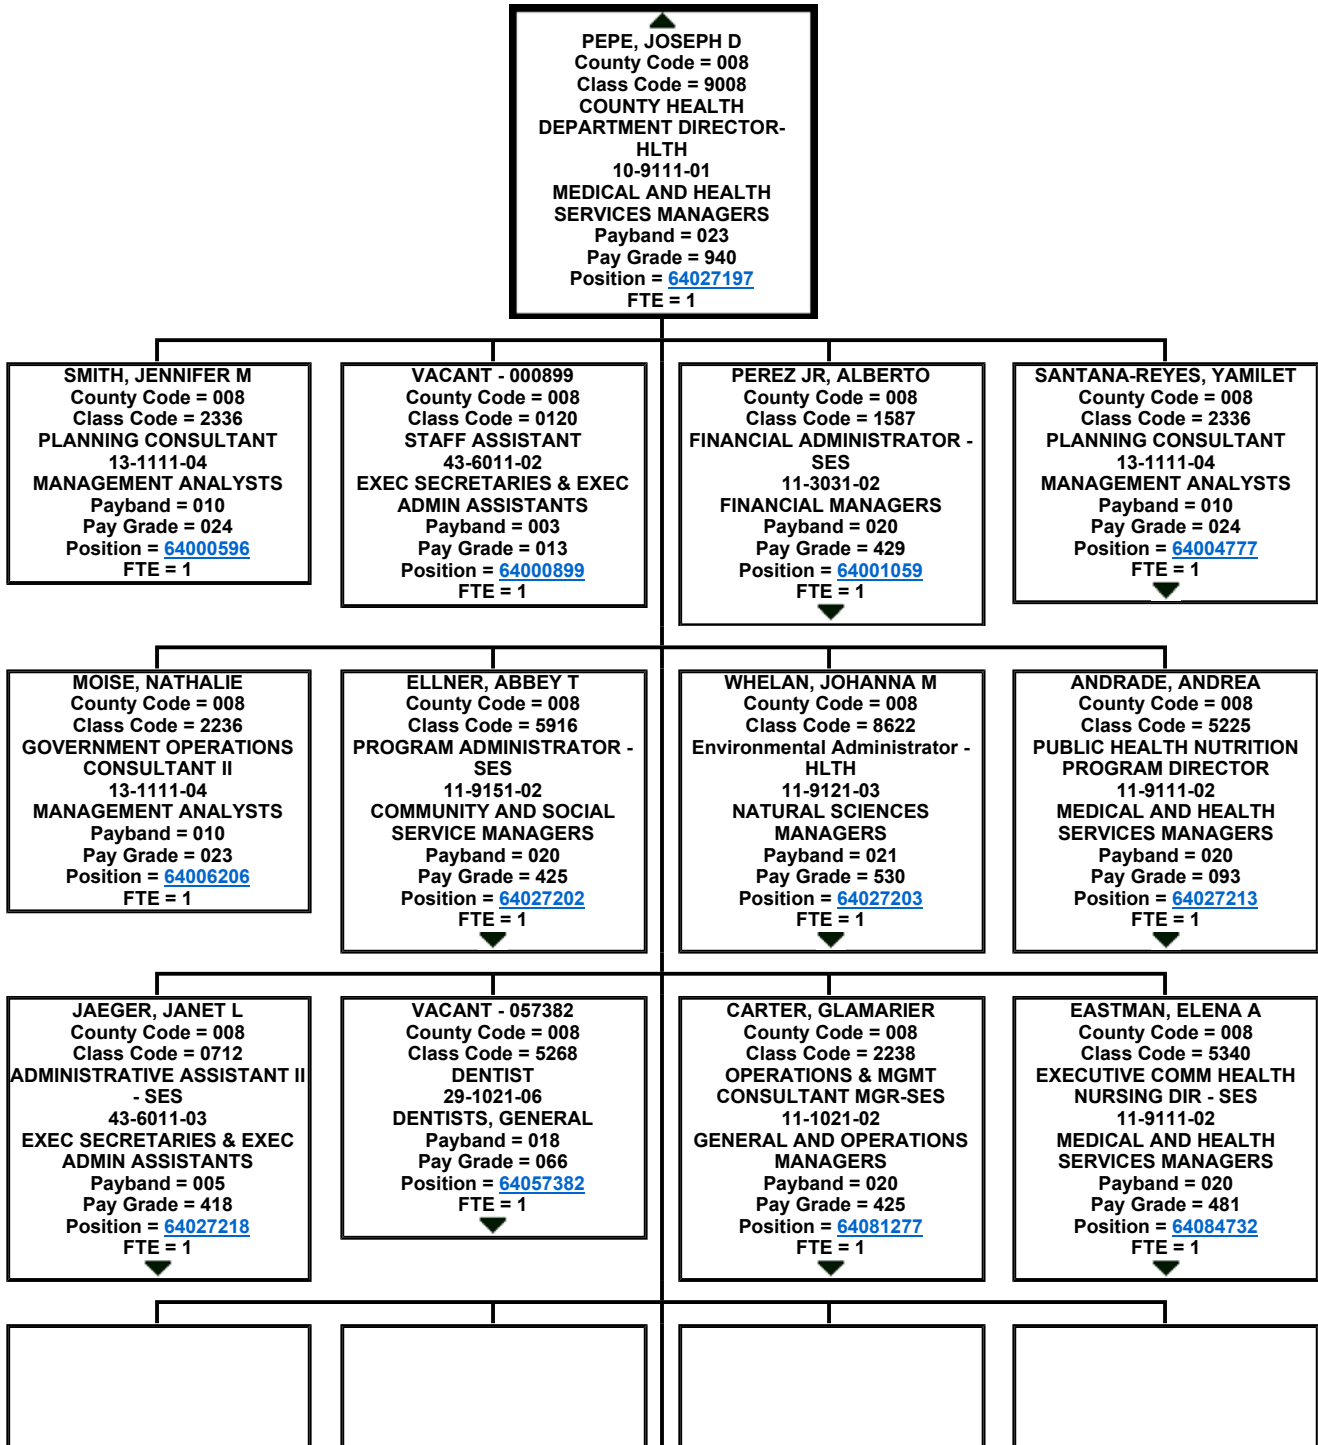 PEPE, JOSEPH D
County Code = 008
Class Code = 9008
COUNTY HEALTH
DEPARTMENT DIRECTOR-
HLTH
10-9111-01
MEDICAL AND HEALTH
SERVICES MANAGERS
Payband = 023
Pay Grade = 940
Position = 64027197
FTE = 1
SMITH, JENNIFER M
County Code = 008
Class Code = 2336
PLANNING CONSULTANT
13-1111-04
MANAGEMENT ANALYSTS
Payband = 010
Pay Grade = 024
Position = 64000596
FTE = 1
VACANT - 000899
County Code = 008
Class Code = 0120
STAFF ASSISTANT
43-6011-02
EXEC SECRETARIES & EXEC
ADMIN ASSISTANTS
Payband = 003
Pay Grade = 013
Position = 64000899
FTE = 1
PEREZ JR, ALBERTO
County Code = 008
Class Code = 1587
FINANCIAL ADMINISTRATOR -
SES
11-3031-02
FINANCIAL MANAGERS
Payband = 020
Pay Grade = 429
Position = 64001059
FTE = 1
SANTANA-REYES, YAMILET
County Code = 008
Class Code = 2336
PLANNING CONSULTANT
13-1111-04
MANAGEMENT ANALYSTS
Payband = 010
Pay Grade = 024
Position = 64004777
FTE = 1
MOISE, NATHALIE
County Code = 008
Class Code = 2236
GOVERNMENT OPERATIONS
CONSULTANT II
13-1111-04
MANAGEMENT ANALYSTS
Payband = 010
Pay Grade = 023
Position = 64006206
FTE = 1
ELLNER, ABBEY T
County Code = 008
Class Code = 5916
PROGRAM ADMINISTRATOR -
SES
11-9151-02
COMMUNITY AND SOCIAL
SERVICE MANAGERS
Payband = 020
Pay Grade = 425
Position = 64027202
FTE = 1
WHELAN, JOHANNA M
County Code = 008
Class Code = 8622
Environmental Administrator -
HLTH
11-9121-03
NATURAL SCIENCES
MANAGERS
Payband = 021
Pay Grade = 530
Position = 64027203
FTE = 1
ANDRADE, ANDREA
County Code = 008
Class Code = 5225
PUBLIC HEALTH NUTRITION
PROGRAM DIRECTOR
11-9111-02
MEDICAL AND HEALTH
SERVICES MANAGERS
Payband = 020
Pay Grade = 093
Position = 64027213
FTE = 1
JAEGER, JANET L
County Code = 008
Class Code = 0712
ADMINISTRATIVE ASSISTANT II
- SES
43-6011-03
EXEC SECRETARIES & EXEC
ADMIN ASSISTANTS
Payband = 005
Pay Grade = 418
Position = 64027218
FTE = 1
VACANT - 057382
County Code = 008
Class Code = 5268
DENTIST
29-1021-06
DENTISTS, GENERAL
Payband = 018
Pay Grade = 066
Position = 64057382
FTE = 1
CARTER, GLAMARIER
County Code = 008
Class Code = 2238
OPERATIONS & MGMT
CONSULTANT MGR-SES
11-1021-02
GENERAL AND OPERATIONS
MANAGERS
Payband = 020
Pay Grade = 425
Position = 64081277
FTE = 1
EASTMAN, ELENA A
County Code = 008
Class Code = 5340
EXECUTIVE COMM HEALTH
NURSING DIR - SES
11-9111-02
MEDICAL AND HEALTH
SERVICES MANAGERS
Payband = 020
Pay Grade = 481
Position = 64084732
FTE = 1